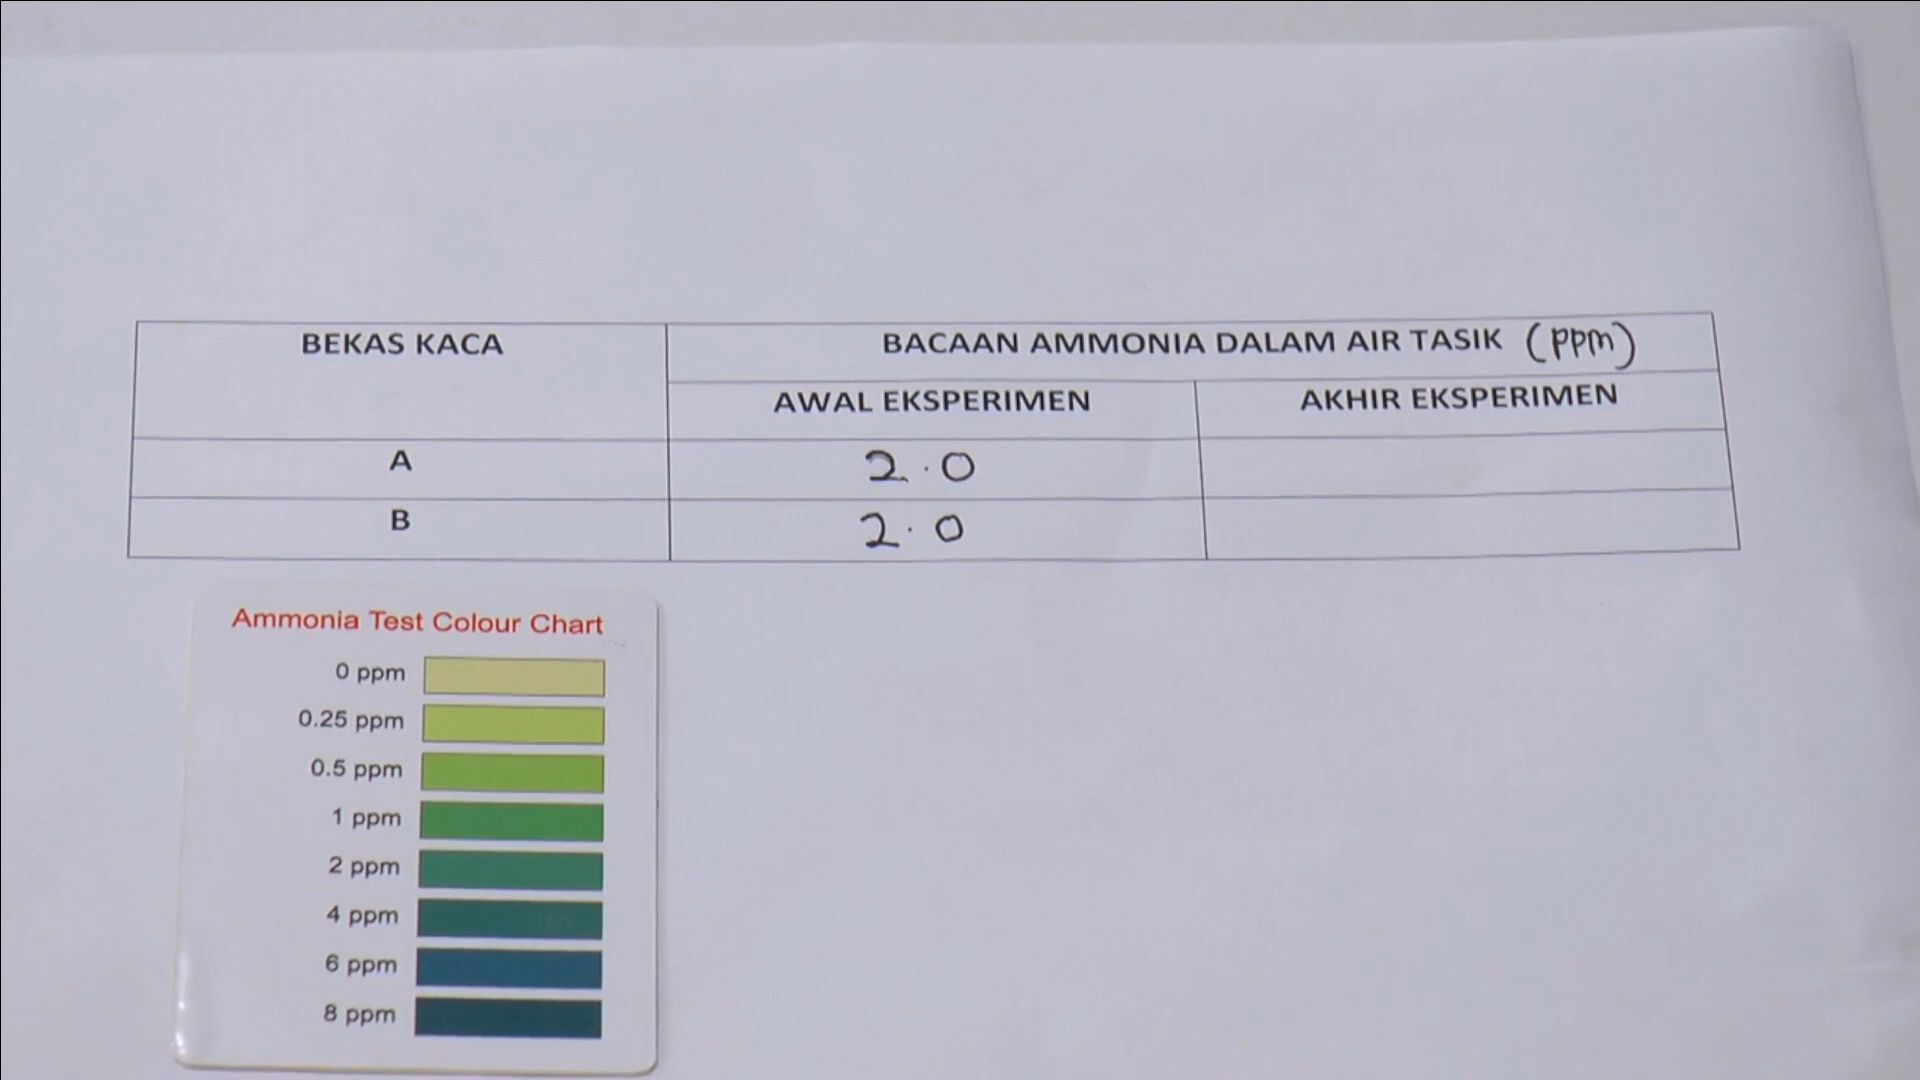 BEKAS KACA
BACAAN AMMONIA DALAM AIR TASIK (ppm)
AWAL EKSPERIMEN
AKHIR EKSPERIMEN
A
2.0
B
2.0
Ammonia Test Colour Chart
0 ppm
0.25 ppm
0.5 ppm
1 ppm
2 ppm
4 ppm
6 ppm
8 ppm